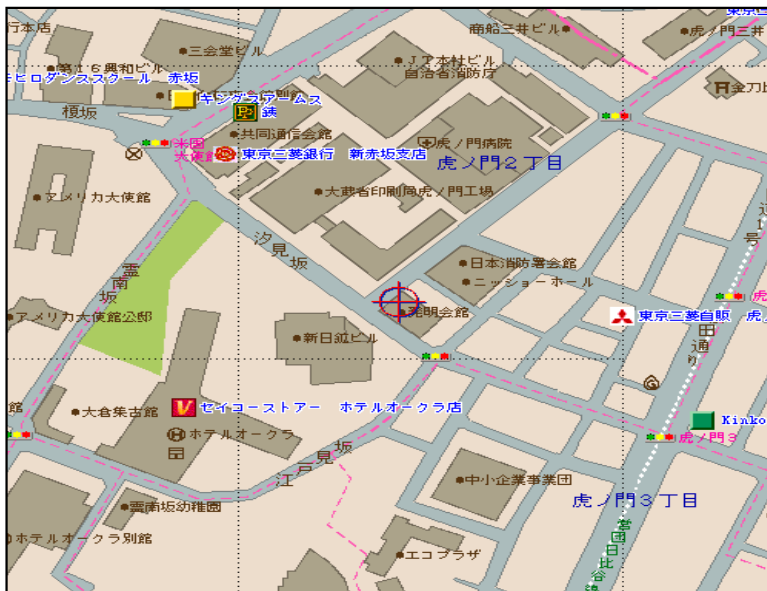 行本店
三会堂ビル
商船三井ビル
虎ノ門三井
第16興和ビル
JT本社ビル
自治省消防庁
モヒロダンススクール 赤坂
キングスアームス
金刀比
鉄
榎坂
共同通信会館
虎ノ門病院
米国
大使館
東京三菱銀行 新赤坂支店
虎ノ門2丁目
大蔵省印刷局虎ノ門工場
アメリカ大使館
汐見坂
日本消防署会館
ニッショーホール
霊南坂
発明会館
アメリカ大使館公邸
東京三菱自販
新日鉱ビル
田通り
セイコーストアー ホテルオークラ店
大倉集古館
ホテルオークラ
Kinko
虎ノ門3
江戸見坂
中小企業事業団
虎ノ門3丁目
霊南坂幼稚園
営団日比谷線
ホテルオークラ別館
エコプラザ